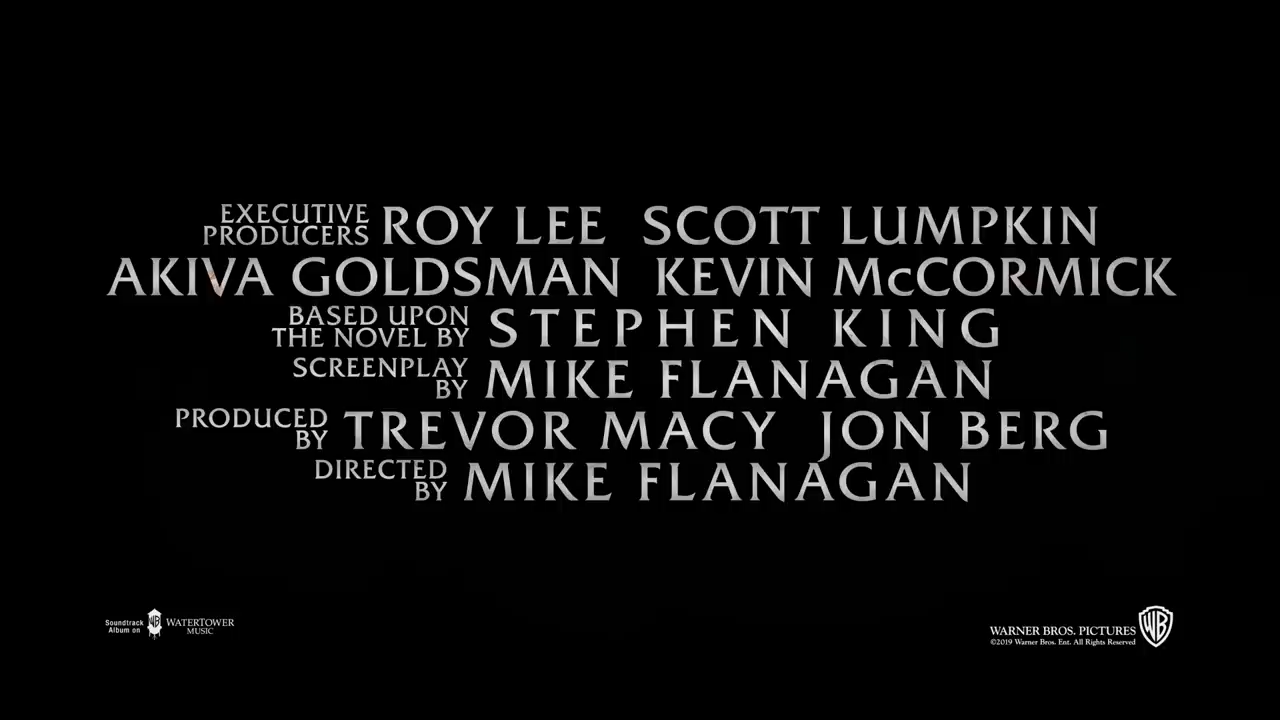 EXECUTIVE PRODUCERS ROY LEE SCOTT LUMPKIN
AKIVA GOLDSMAN KEVIN McCORMICK
BASED UPON THE NOVEL BY STEPHEN KING
SCREENPLAY BY MIKE FLANAGAN
PRODUCED BY TREVOR MACY JON BERG
DIRECTED BY MIKE FLANAGAN
Soundtrack Album on WB WATERTOWER MUSIC
WARNER BROS. PICTURES WB
©2019 Warner Bros. Ent. All Rights Reserved